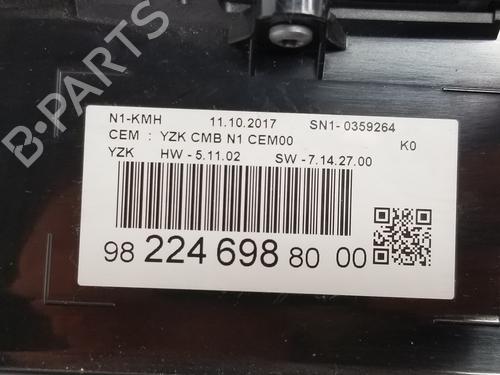 N1-KMH 11.10.2017 SN1- 0359264
CEM : YZK CMB N1 CEM00 K0
YZK HW - 5.11.02 SW - 7.14.27.00
98 224 698 80 00
B-PARTS
B-PARTS